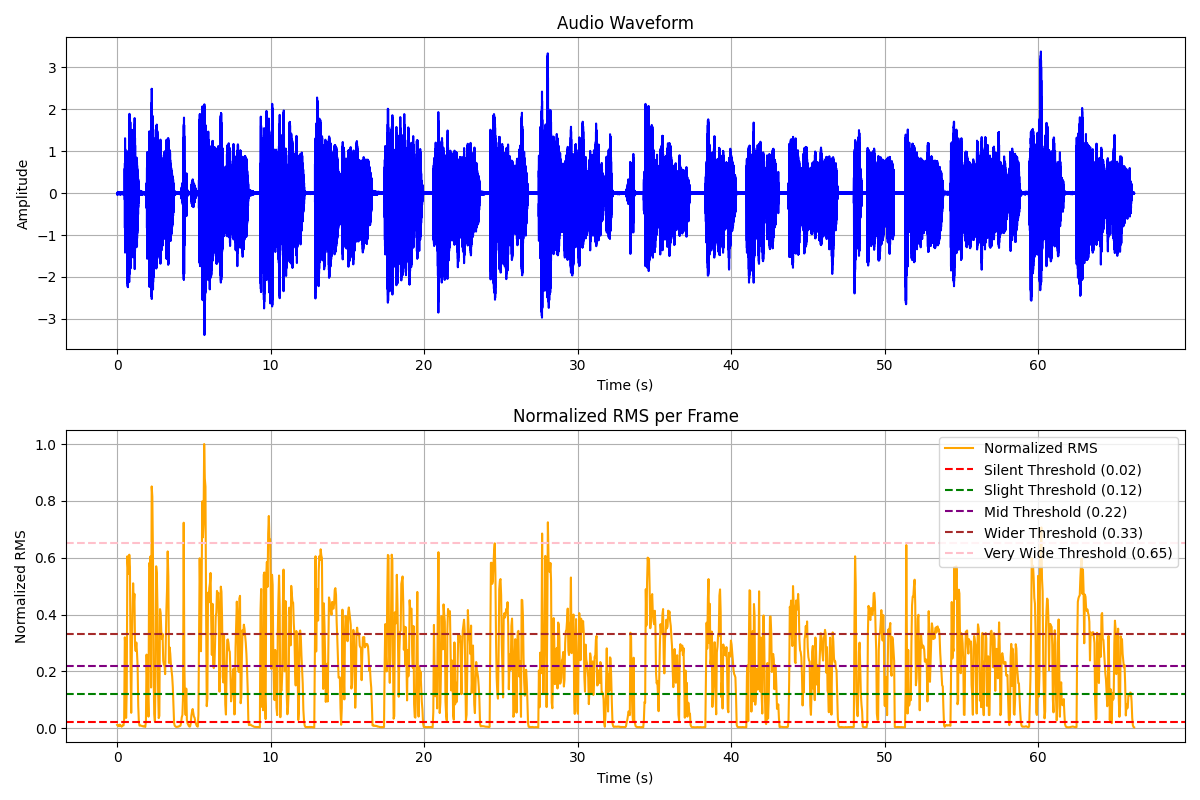 Audio Waveform
3
2
1
0
−1
−2
−3
Amplitude
0 10 20 30 40 50 60
Time (s)
Normalized RMS per Frame
1.0
0.8
0.6
0.4
0.2
0.0
Normalized RMS
Normalized RMS
Silent Threshold (0.02)
Slight Threshold (0.12)
Mid Threshold (0.22)
Wider Threshold (0.33)
Very Wide Threshold (0.65)
0 10 20 30 40 50 60
Time (s)